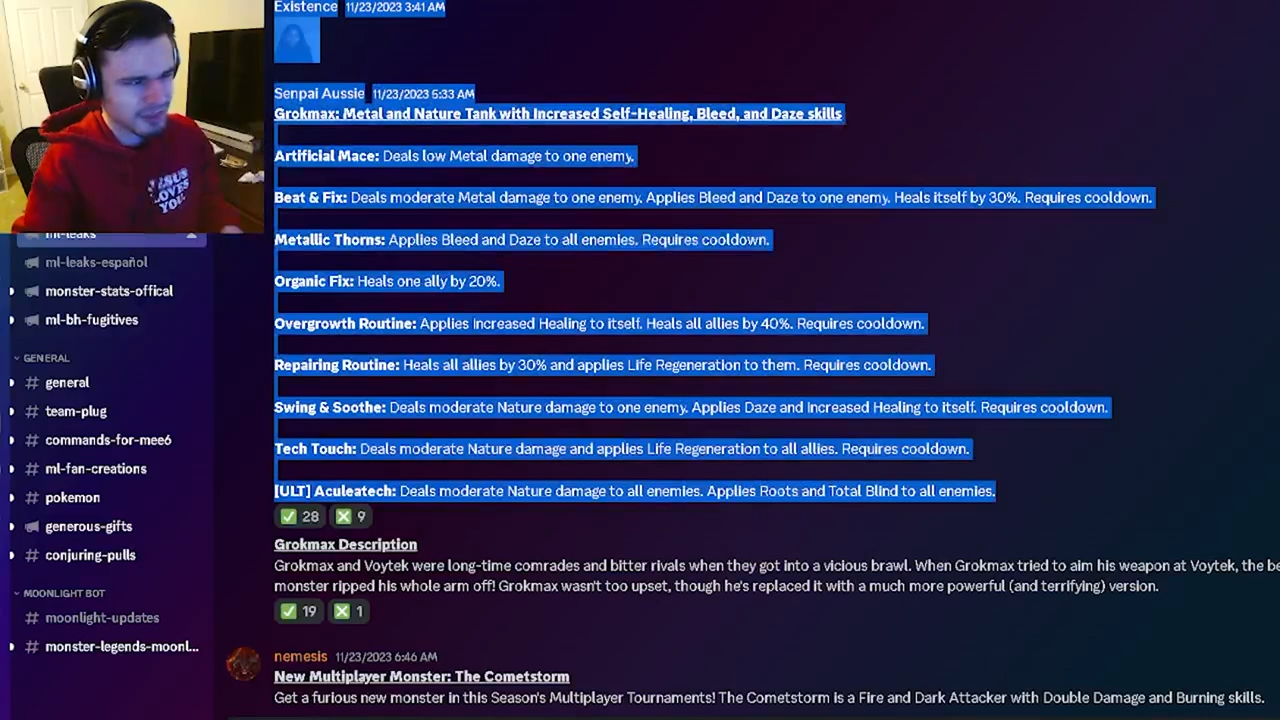 Existence 11/23/2023 3:41 AM
Senpai Aussie 11/23/2023 5:33 AM
Grokmax: Metal and Nature Tank with Increased Self-Healing, Bleed, and Daze skills
Artificial Mace: Deals low Metal damage to one enemy.
Beat & Fix: Deals moderate Metal damage to one enemy. Applies Bleed and Daze to one enemy. Heals itself by 30%. Requires cooldown.
Metallic Thorns: Applies Bleed and Daze to all enemies. Requires cooldown.
Organic Fix: Heals one ally by 20%.
Overgrowth Routine: Applies Increased Healing to itself. Heals all allies by 40%. Requires cooldown.
Repairing Routine: Heals all allies by 30% and applies Life Regeneration to them. Requires cooldown.
Swing & Soothe: Deals moderate Nature damage to one enemy. Applies Daze and Increased Healing to itself. Requires cooldown.
Tech Touch: Deals moderate Nature damage and applies Life Regeneration to all allies. Requires cooldown.
[ULT] Aculeatech: Deals moderate Nature damage to all enemies. Applies Roots and Total Blind to all enemies.
28 9
Grokmax Description
Grokmax and Voytek were long-time comrades and bitter rivals when they got into a vicious brawl. When Grokmax tried to aim his weapon at Voytek, the be
monster ripped his whole arm off! Grokmax wasn't too upset, though he's replaced it with a much more powerful (and terrifying) version.
19 1
nemesis 11/23/2023 6:46 AM
New Multiplayer Monster: The Cometstorm
Get a furious new monster in this Season's Multiplayer Tournaments! The Cometstorm is a Fire and Dark Attacker with Double Damage and Burning skills.
JESUS
LOVES
YOU
ml-leaks
ml-leaks-español
monster-stats-offical
ml-bh-fugitives
GENERAL
general
team-plug
commands-for-mee6
ml-fan-creations
pokemon
generous-gifts
conjuring-pulls
MOONLIGHT BOT
moonlight-updates
monster-legends-moonl...